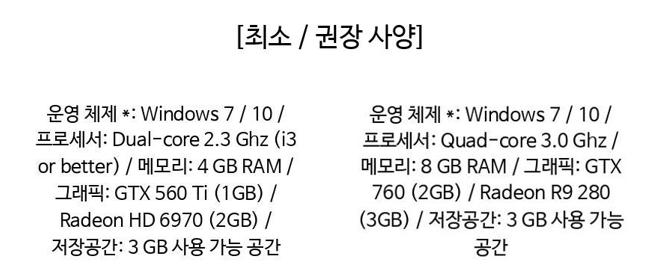 [최소 / 권장 사양]
운영 체제 *: Windows 7 / 10 /
프로세서: Dual-core 2.3 Ghz (i3
or better) / 메모리: 4 GB RAM /
그래픽: GTX 560 Ti (1GB) /
Radeon HD 6970 (2GB) /
저장공간: 3 GB 사용 가능 공간
운영 체제 *: Windows 7 / 10 /
프로세서: Quad-core 3.0 Ghz /
메모리: 8 GB RAM / 그래픽: GTX
760 (2GB) / Radeon R9 280
(3GB) / 저장공간: 3 GB 사용 가능
공간